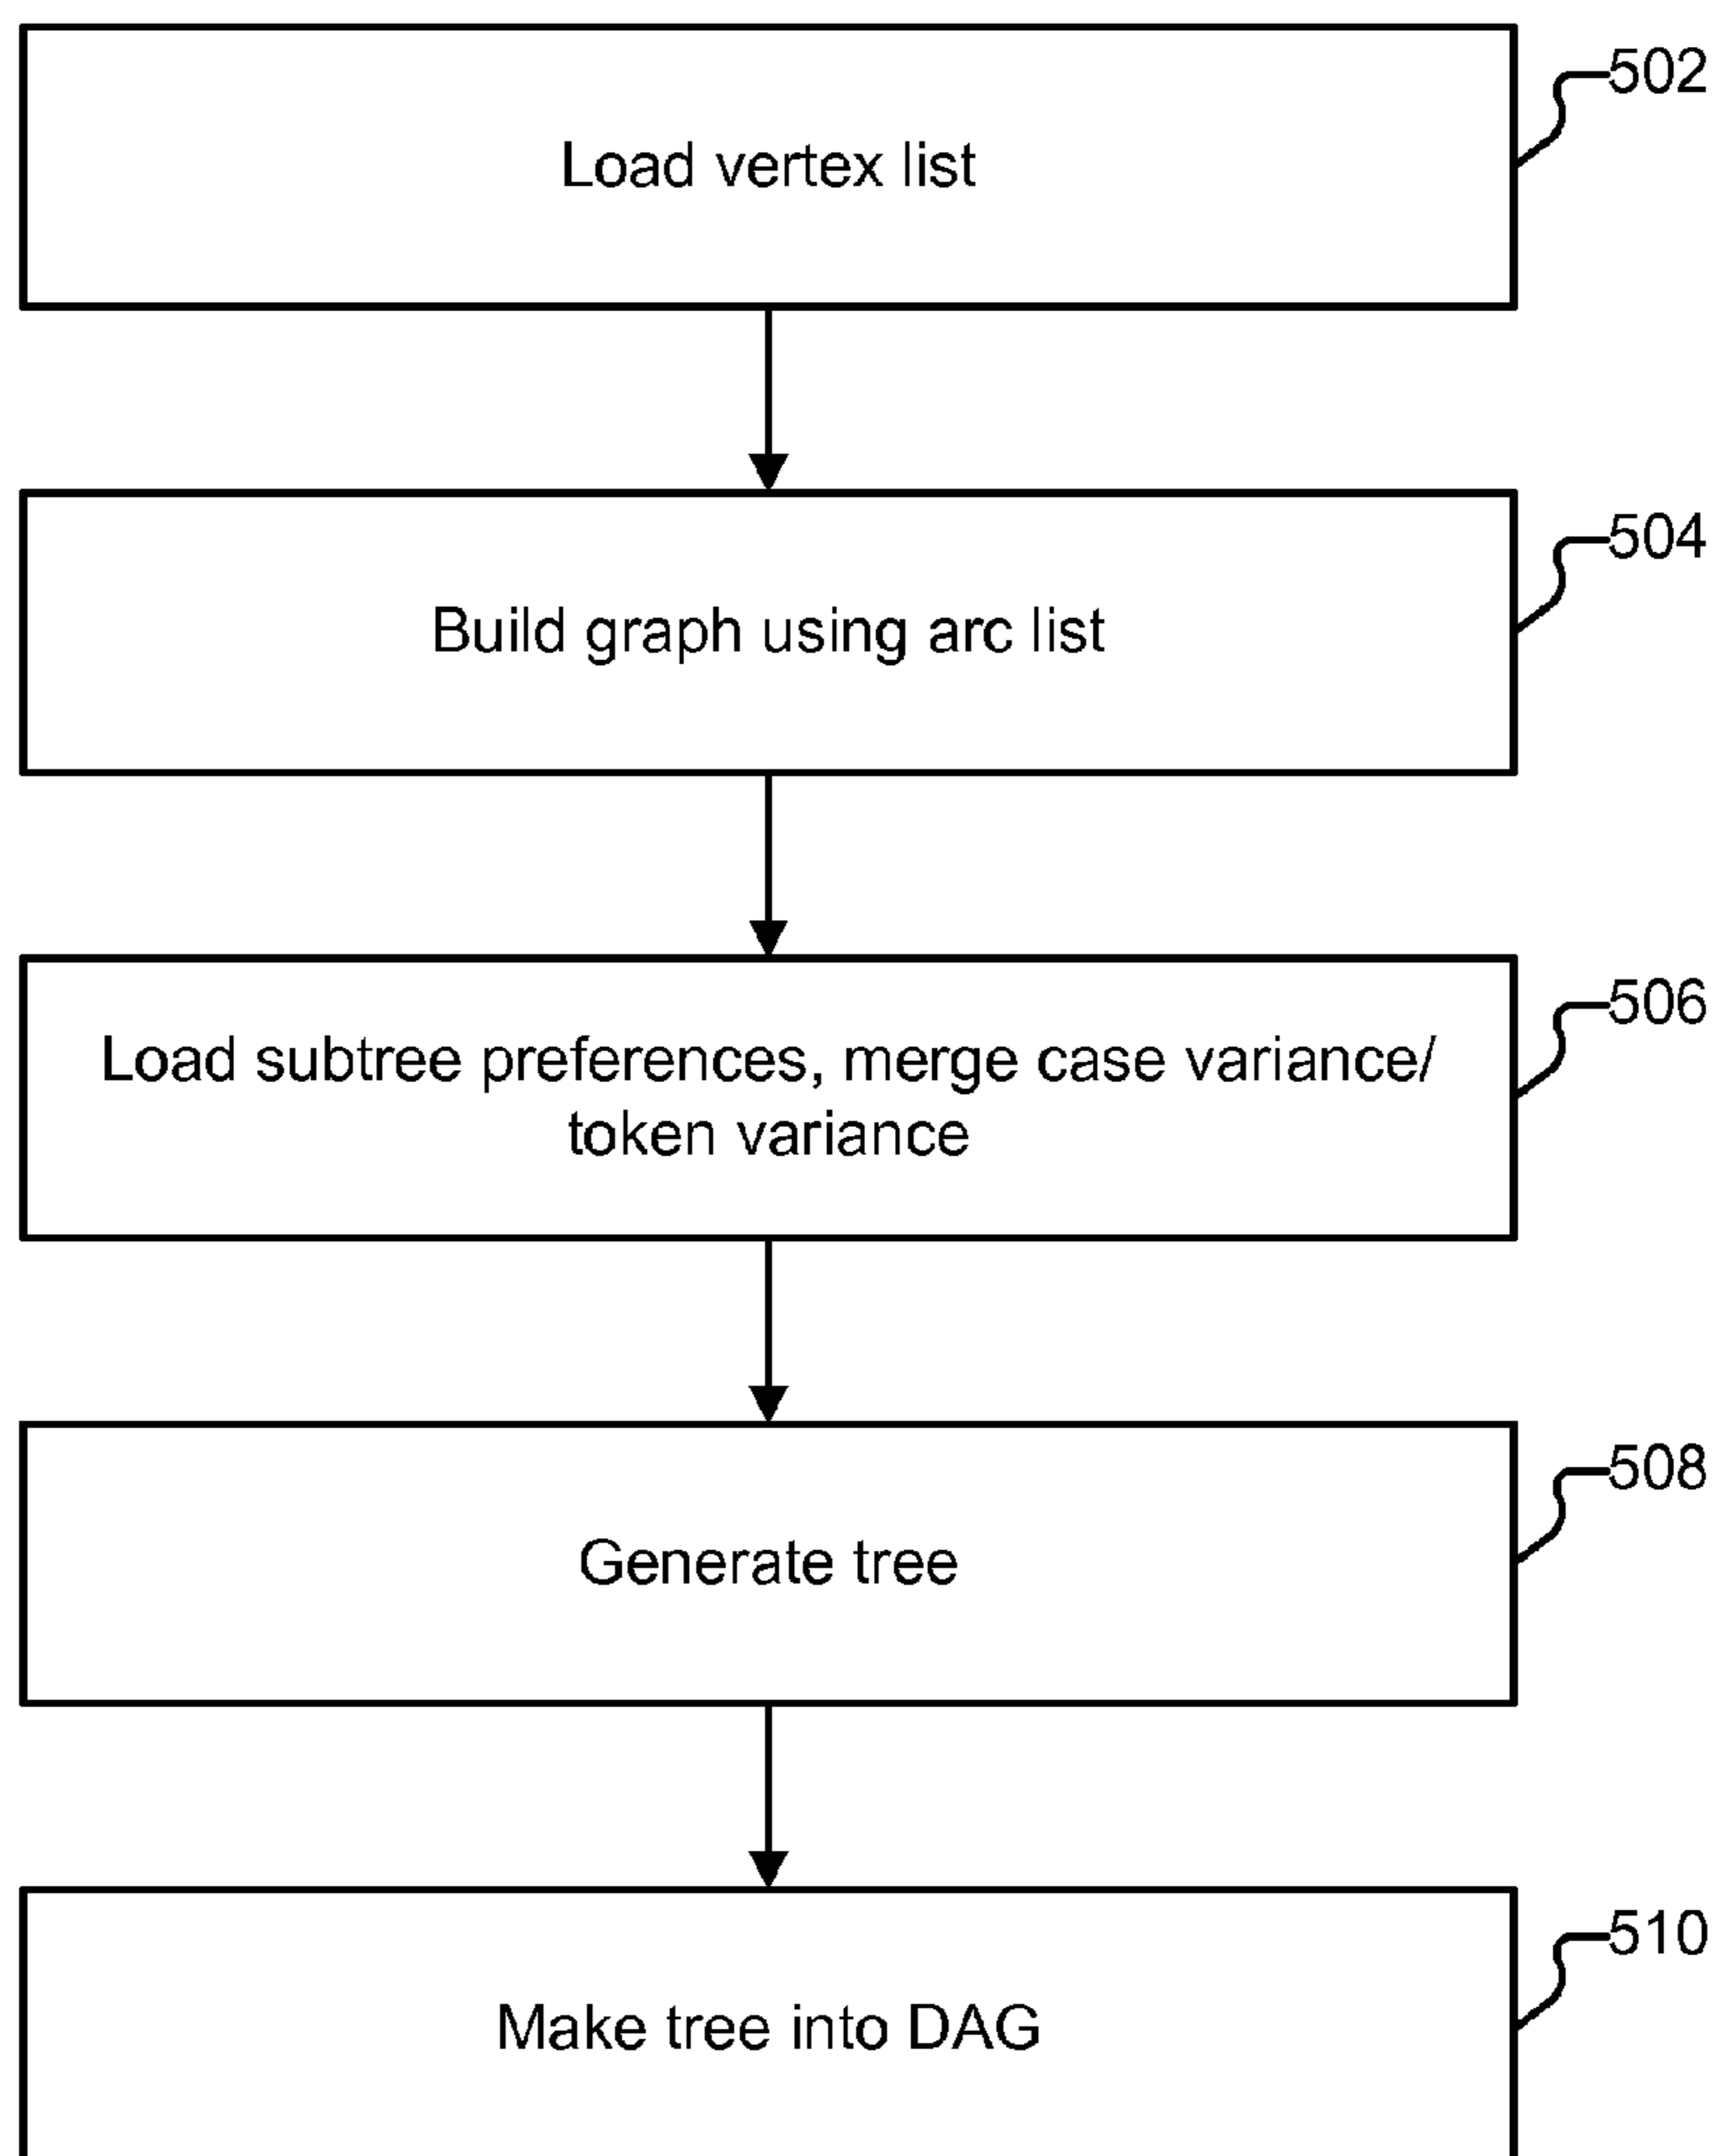 502
Load vertex list
504
Build graph using arc list
506
Load subtree preferences, merge case variance/
token variance
508
Generate tree
510
Make tree into DAG